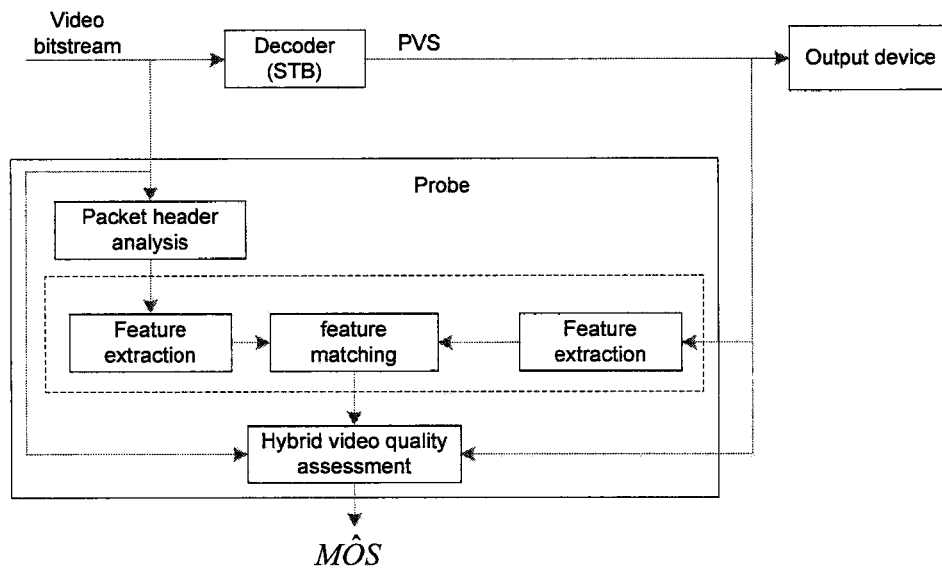 Video
bitstream
Decoder
(STB)
PVS
Output device
Probe
Packet header
analysis
Feature
extraction
feature
matching
Feature
extraction
Hybrid video quality
assessment
MÔS